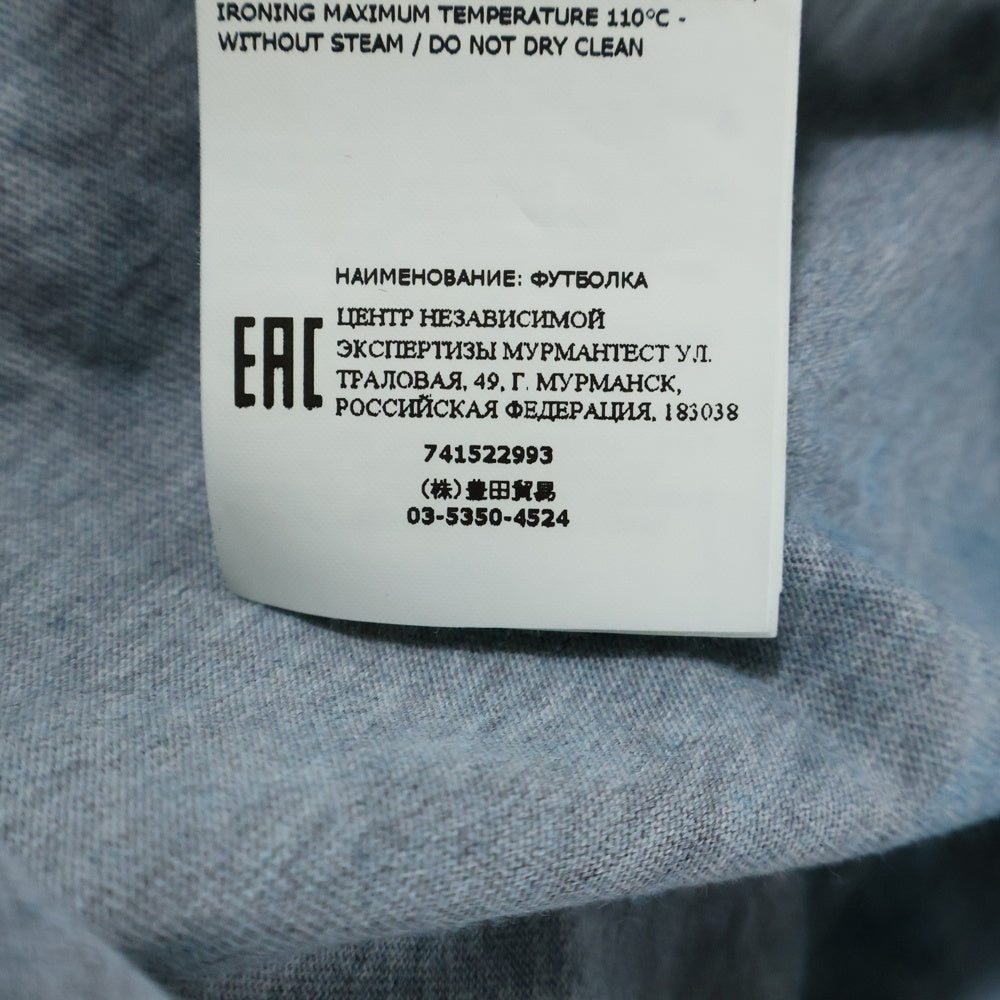 IRONING MAXIMUM TEMPERATURE 110°C -
WITHOUT STEAM / DO NOT DRY CLEAN
НАИМЕНОВАНИЕ: ФУТБОЛКА
EAC
ЦЕНТР НЕЗАВИСИМОЙ
ЭКСПЕРТИЗЫ МУРМАНТЕСТ УЛ.
ТРАЛОВАЯ, 49, Г. МУРМАНСК,
РОССИЙСКАЯ ФЕДЕРАЦИЯ, 183038
741522993
(株)豊田貿易
03-5350-4524